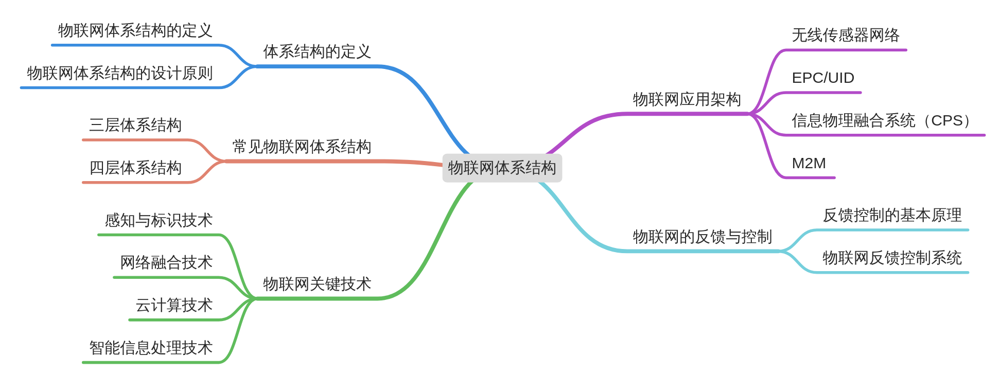 物联网体系结构
体系结构的定义
物联网体系结构的定义
物联网体系结构的设计原则
常见物联网体系结构
三层体系结构
四层体系结构
物联网关键技术
感知与标识技术
网络融合技术
云计算技术
智能信息处理技术
物联网应用架构
无线传感器网络
EPC/UID
信息物理融合系统（CPS）
M2M
物联网的反馈与控制
反馈控制的基本原理
物联网反馈控制系统